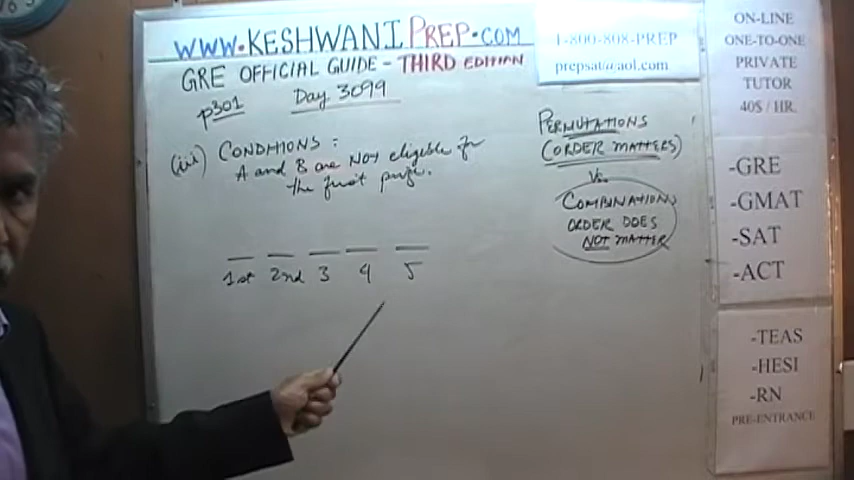 WWW.KESHWANIPREP.COM
GRE OFFICIAL GUIDE - THIRD EDITION
p301 Day 3099
(iii) CONDITIONS :
A and B are NOT eligible for
the first prize.
1st 2nd 3 4 5
PERMUTATIONS
(ORDER MATTERS)
Vs.
COMBINATIONS
ORDER DOES
NOT MATTER
1-800-808-PREP
prepsat@aol.com
ON-LINE
ONE-TO-ONE
PRIVATE
TUTOR
40$ / HR.
-GRE
-GMAT
-SAT
-ACT
-TEAS
-HESI
-RN
PRE-ENTRANCE